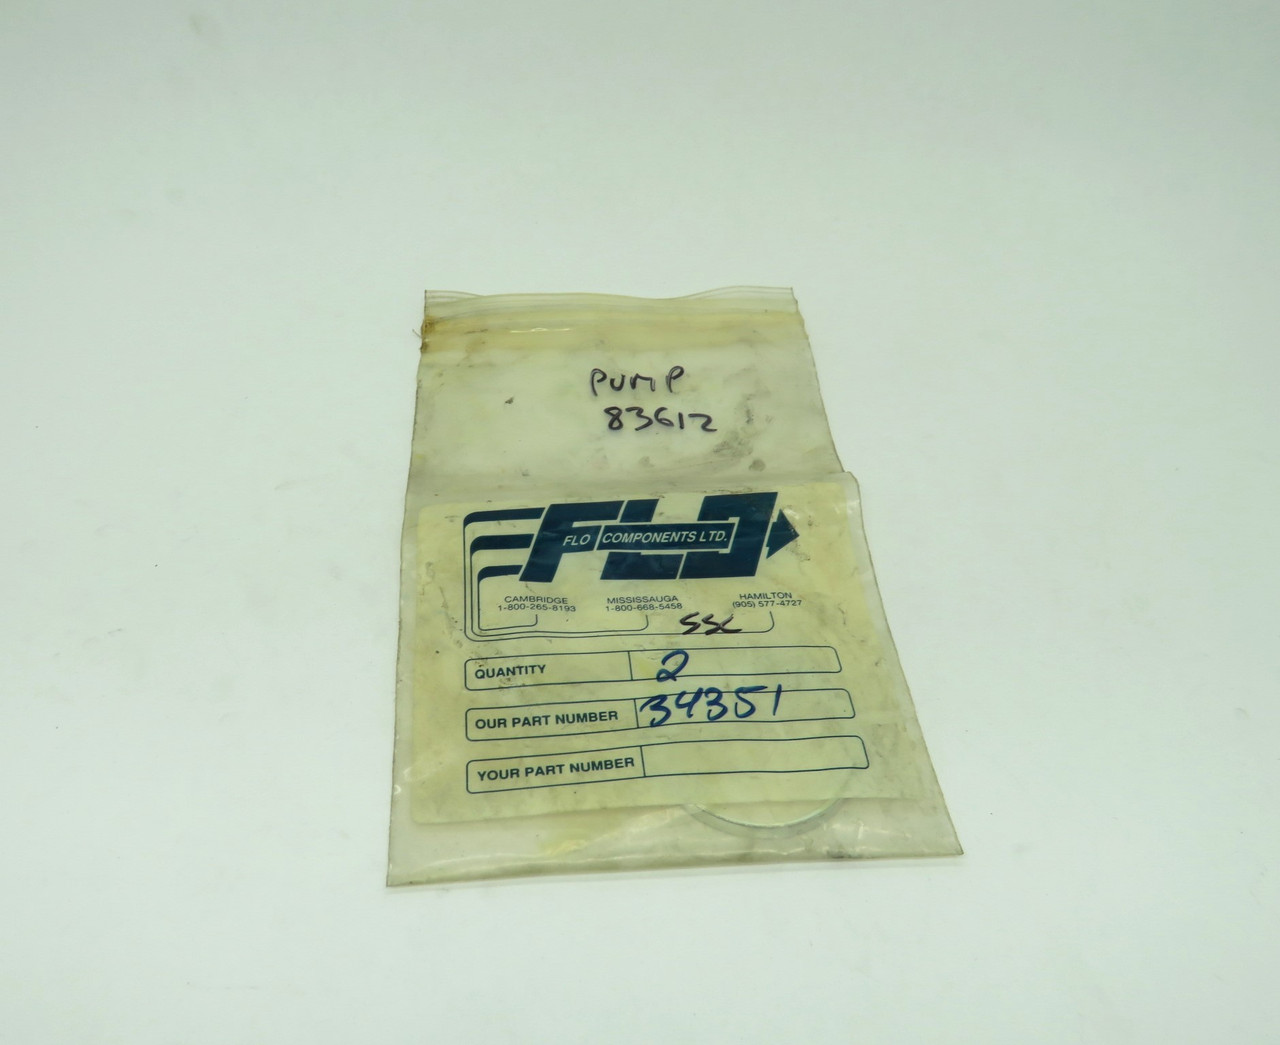 PUMP
83612
FLO
FLO COMPONENTS LTD.
CAMBRIDGE MISSISSAUGA HAMILTON
1-800-265-8193 1-800-668-5458 (905) 577-4727
QUANTITY 2
OUR PART NUMBER 34351
YOUR PART NUMBER